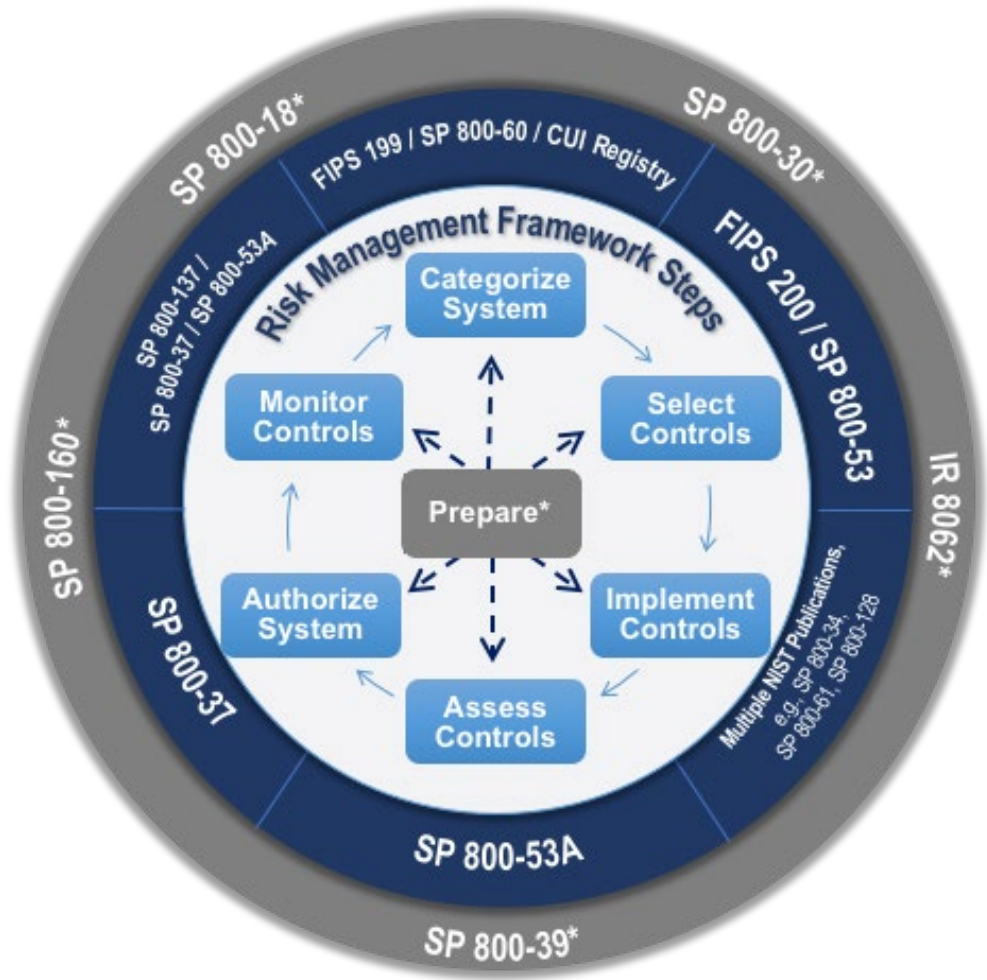 SP 800-18*
SP 800-30*
IR 8062*
SP 800-39*
SP 800-160*
FIPS 199 / SP 800-60 / CUI Registry
FIPS 200 / SP 800-53
Multiple NIST Publications,
e.g., SP 800-34,
SP 800-61, SP 800-128
SP 800-53A
SP 800-37
SP 800-137 /
SP 800-37 / SP 800-53A
Risk Management Framework Steps
Categorize
System
Select
Controls
Implement
Controls
Assess
Controls
Authorize
System
Monitor
Controls
Prepare*